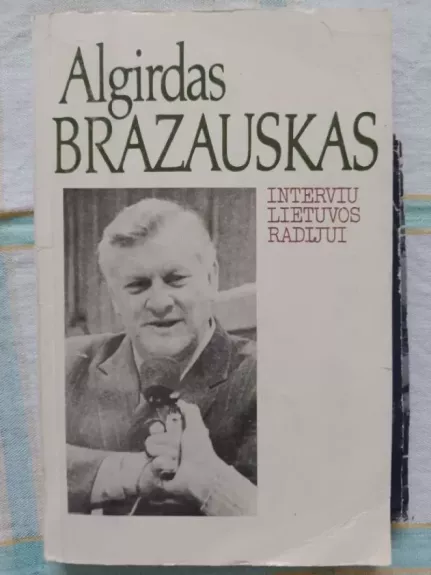 Algirdas
BRAZAUSKAS
INTERVIU
LIETUVOS
RADIJUI